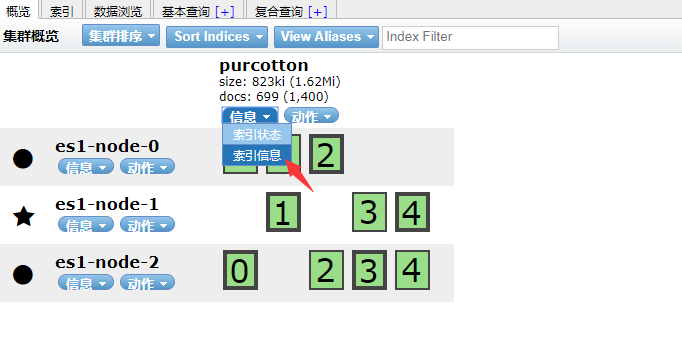 概览 索引 数据浏览 基本查询 [+] 复合查询 [+]
集群概览 集群排序 Sort Indices View Aliases Index Filter
purcotton
size: 823ki (1.62Mi)
docs: 699 (1,400)
信息 动作
索引状态
索引信息
es1-node-0 2
信息 动作
es1-node-1 1 3 4
信息 动作
es1-node-2 0 2 3 4
信息 动作